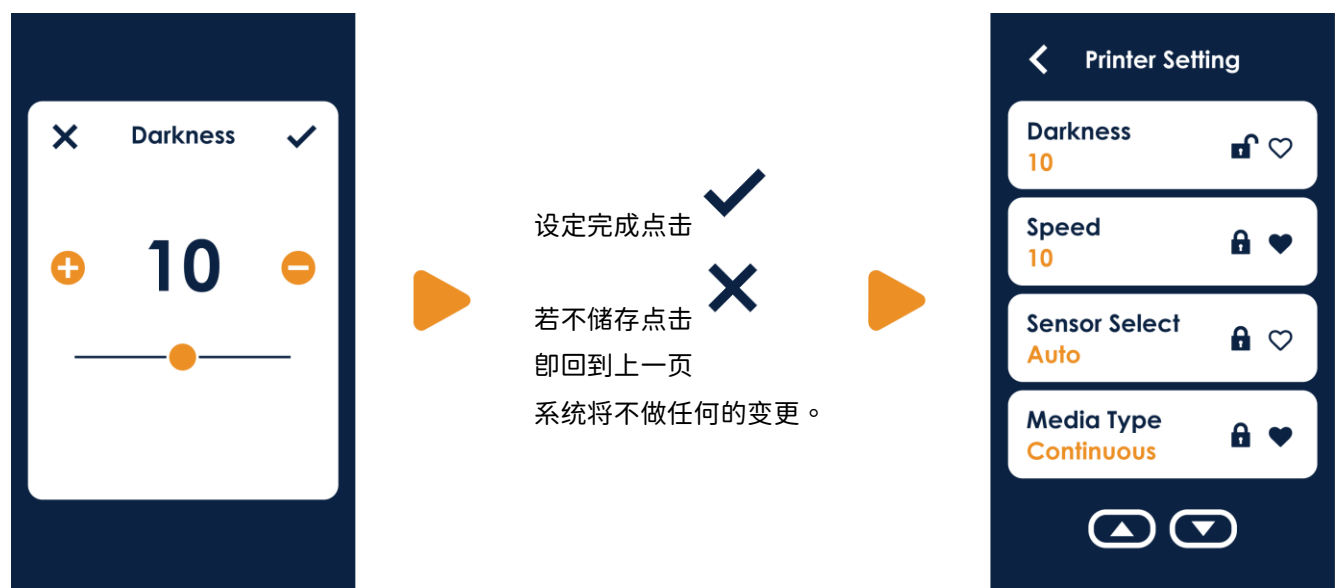 Darkness
10
设定完成点击
若不储存点击
即回到上一页
系统将不做任何的变更。
Printer Setting
Darkness
10
Speed
10
Sensor Select
Auto
Media Type
Continuous